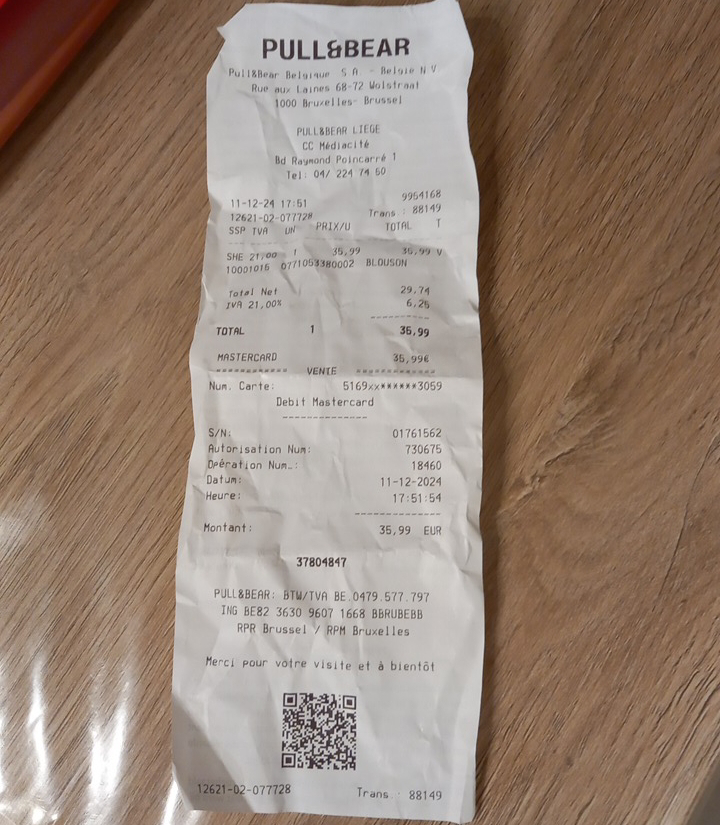 PULL&BEAR
Pull&Bear Belgique S.A. - Belgie N.V.
Rue aux Laines 68-72 Wolstraat
1000 Bruxelles- Brussel
PULL&BEAR LIEGE
CC Médiacité
Bd Raymond Poincarré 1
Tel: 04/ 224 74 50
11-12-24 17:51 9954168
12621-02-077728 Trans : 88149
SSP TVA UN PRIX/U TOTAL T
SHE 21,00 1 35,99 35,99 V
10001016 0771053380002 BLOUSON
Total Net 29,74
IVA 21,00% 6,25
TOTAL 1 35,99
MASTERCARD 35,99€
============ VENTE =============
Num. Carte: 5169xx******3059
Debit Mastercard
--------------
S/N: 01761562
Autorisation Num: 730675
Opération Num.: 18460
Datum: 11-12-2024
Heure: 17:51:54
--------------
Montant: 35,99 EUR
37804847
PULL&BEAR: BTW/TVA BE.0479.577.797
ING BE82 3630 9607 1668 BBRUBEBB
RPR Brussel / RPM Bruxelles
Merci pour votre visite et à bientôt
12621-02-077728 Trans.: 88149